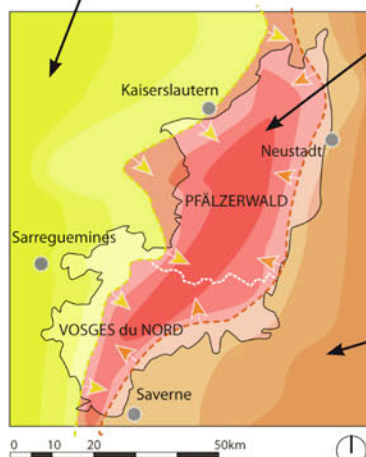 Kaiserslautern
Neustadt
PFÄLZERWALD
Sarreguemines
VOSGES du NORD
Saverne
0 10 20 50km